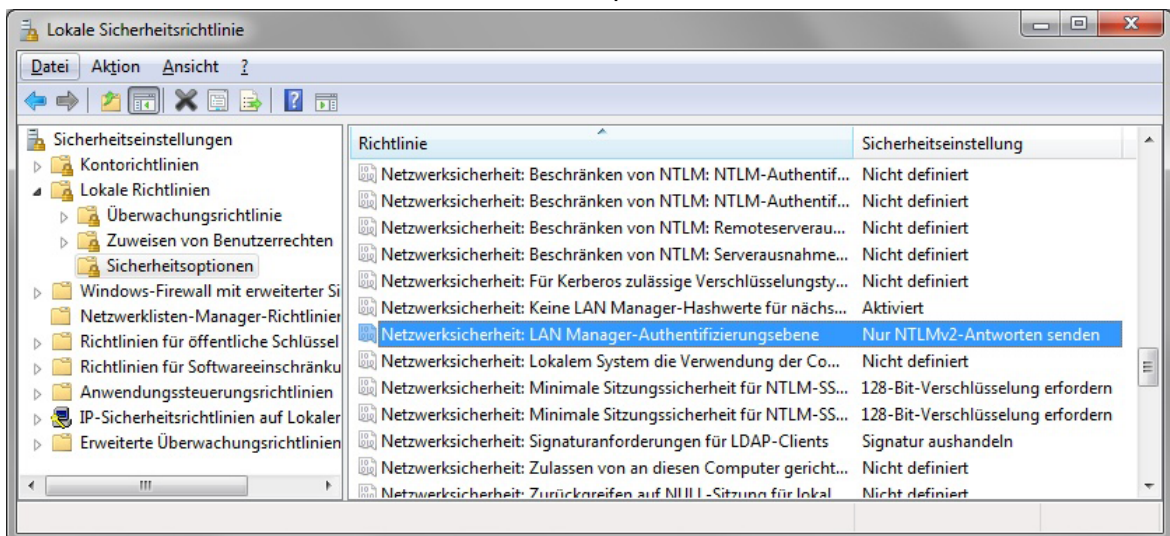 Lokale Sicherheitsrichtlinie
Datei Aktion Ansicht ?
Sicherheitseinstellungen
Kontorichtlinien
Lokale Richtlinien
Überwachungsrichtlinie
Zuweisen von Benutzerrechten
Sicherheitsoptionen
Windows-Firewall mit erweiterter Si
Netzwerklisten-Manager-Richtlinier
Richtlinien für öffentliche Schlüssel
Richtlinien für Softwareeinschränku
Anwendungssteuerungsrichtlinien
IP-Sicherheitsrichtlinien auf Lokaler
Erweiterte Überwachungsrichtlinien
Richtlinie Sicherheitseinstellung
Netzwerksicherheit: Beschränken von NTLM: NTLM-Authentif... Nicht definiert
Netzwerksicherheit: Beschränken von NTLM: NTLM-Authentif... Nicht definiert
Netzwerksicherheit: Beschränken von NTLM: Remoteserverau... Nicht definiert
Netzwerksicherheit: Beschränken von NTLM: Serverausnahme... Nicht definiert
Netzwerksicherheit: Für Kerberos zulässige Verschlüsselungsty... Nicht definiert
Netzwerksicherheit: Keine LAN Manager-Hashwerte für nächs... Aktiviert
Netzwerksicherheit: LAN Manager-Authentifizierungsebene Nur NTLMv2-Antworten senden
Netzwerksicherheit: Lokalem System die Verwendung der Co... Nicht definiert
Netzwerksicherheit: Minimale Sitzungssicherheit für NTLM-SS... 128-Bit-Verschlüsselung erfordern
Netzwerksicherheit: Minimale Sitzungssicherheit für NTLM-SS... 128-Bit-Verschlüsselung erfordern
Netzwerksicherheit: Signaturanforderungen für LDAP-Clients Signatur aushandeln
Netzwerksicherheit: Zulassen von an diesen Computer gericht... Nicht definiert
Netzwerksicherheit: Zurückgreifen auf NULL-Sitzung für lokal Nicht definiert